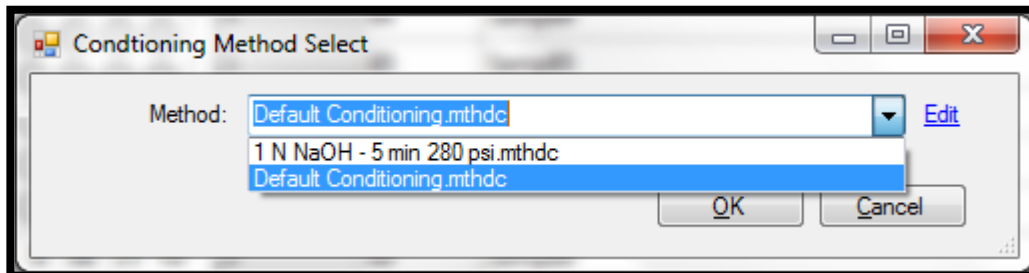 Condtioning Method Select
Method: Default Conditioning.mthdc Edit
1 N NaOH - 5 min 280 psi.mthdc
Default Conditioning.mthdc
OK Cancel